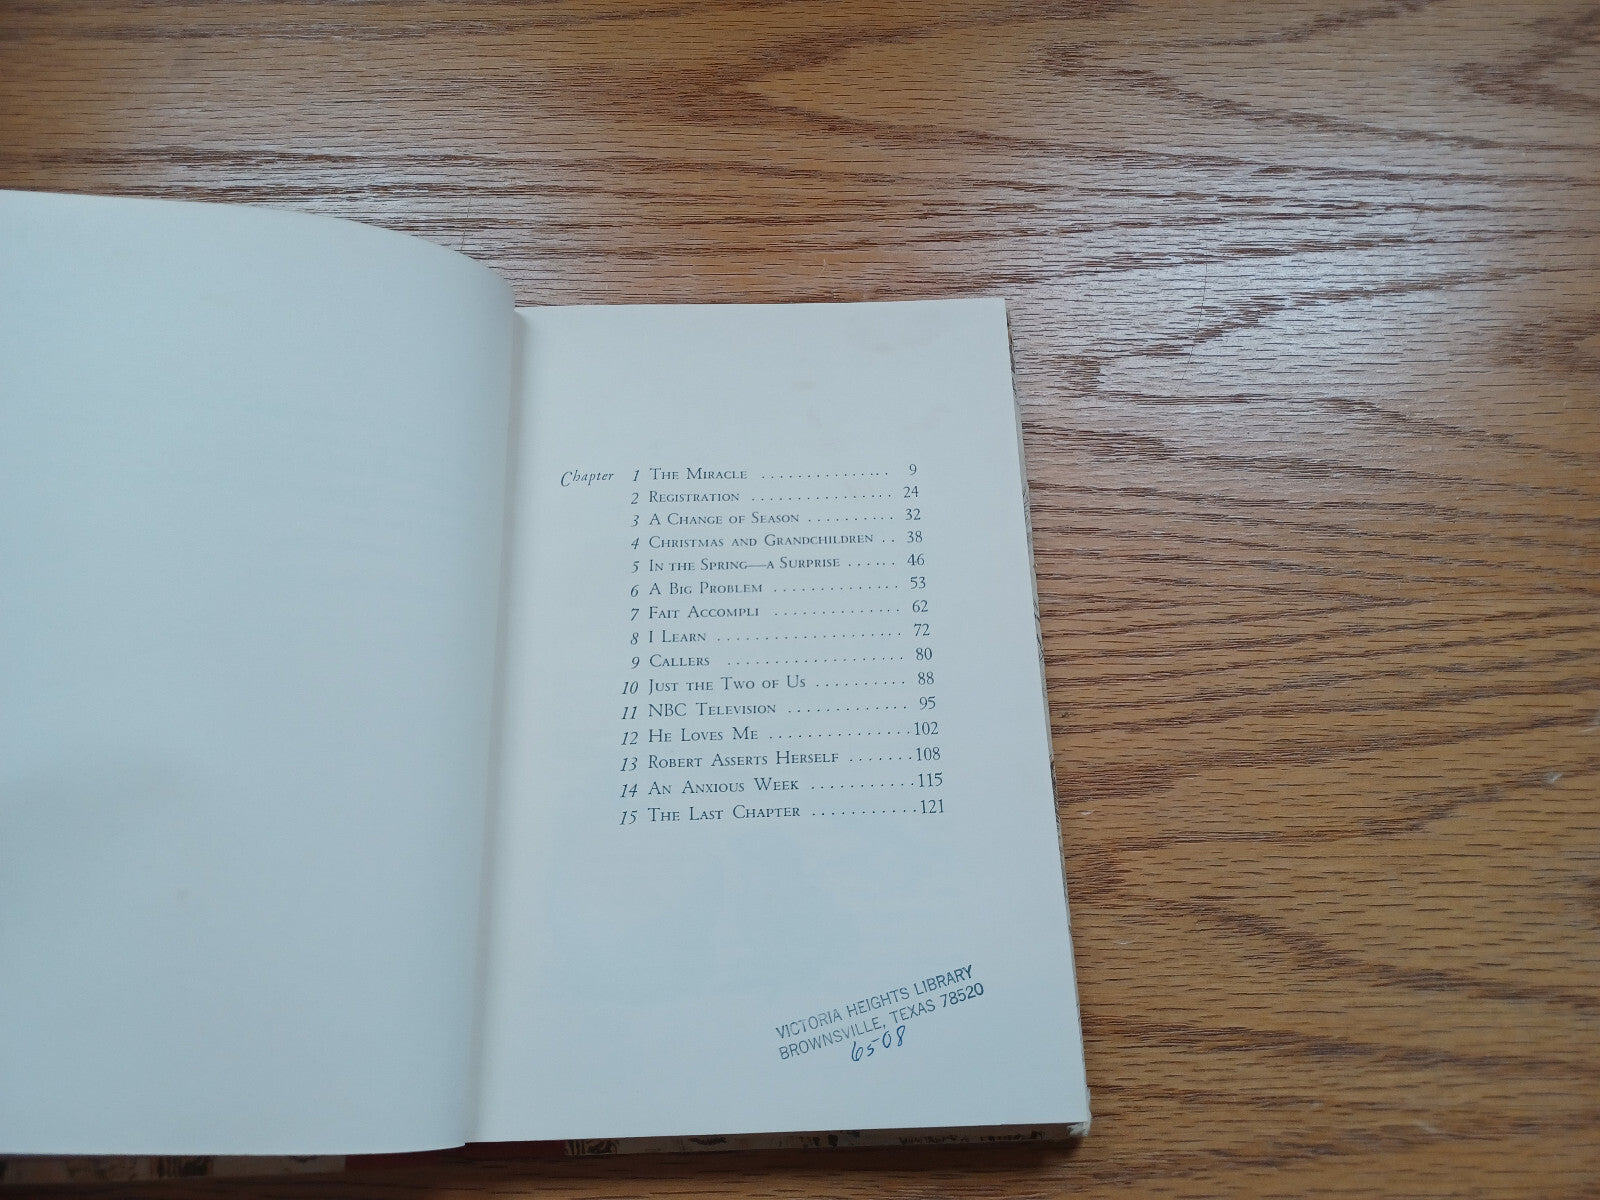 Chapter 1 The Miracle ............... 9
2 Registration ................ 24
3 A Change of Season .......... 32
4 Christmas and Grandchildren .. 38
5 In the Spring—a Surprise ...... 46
6 A Big Problem .............. 53
7 Fait Accompli .............. 62
8 I Learn .................... 72
9 Callers ................... 80
10 Just the Two of Us .......... 88
11 NBC Television ............. 95
12 He Loves Me ...............102
13 Robert Asserts Herself .......108
14 An Anxious Week ...........115
15 The Last Chapter ...........121
VICTORIA HEIGHTS LIBRARY
BROWNSVILLE, TEXAS 78520
6508